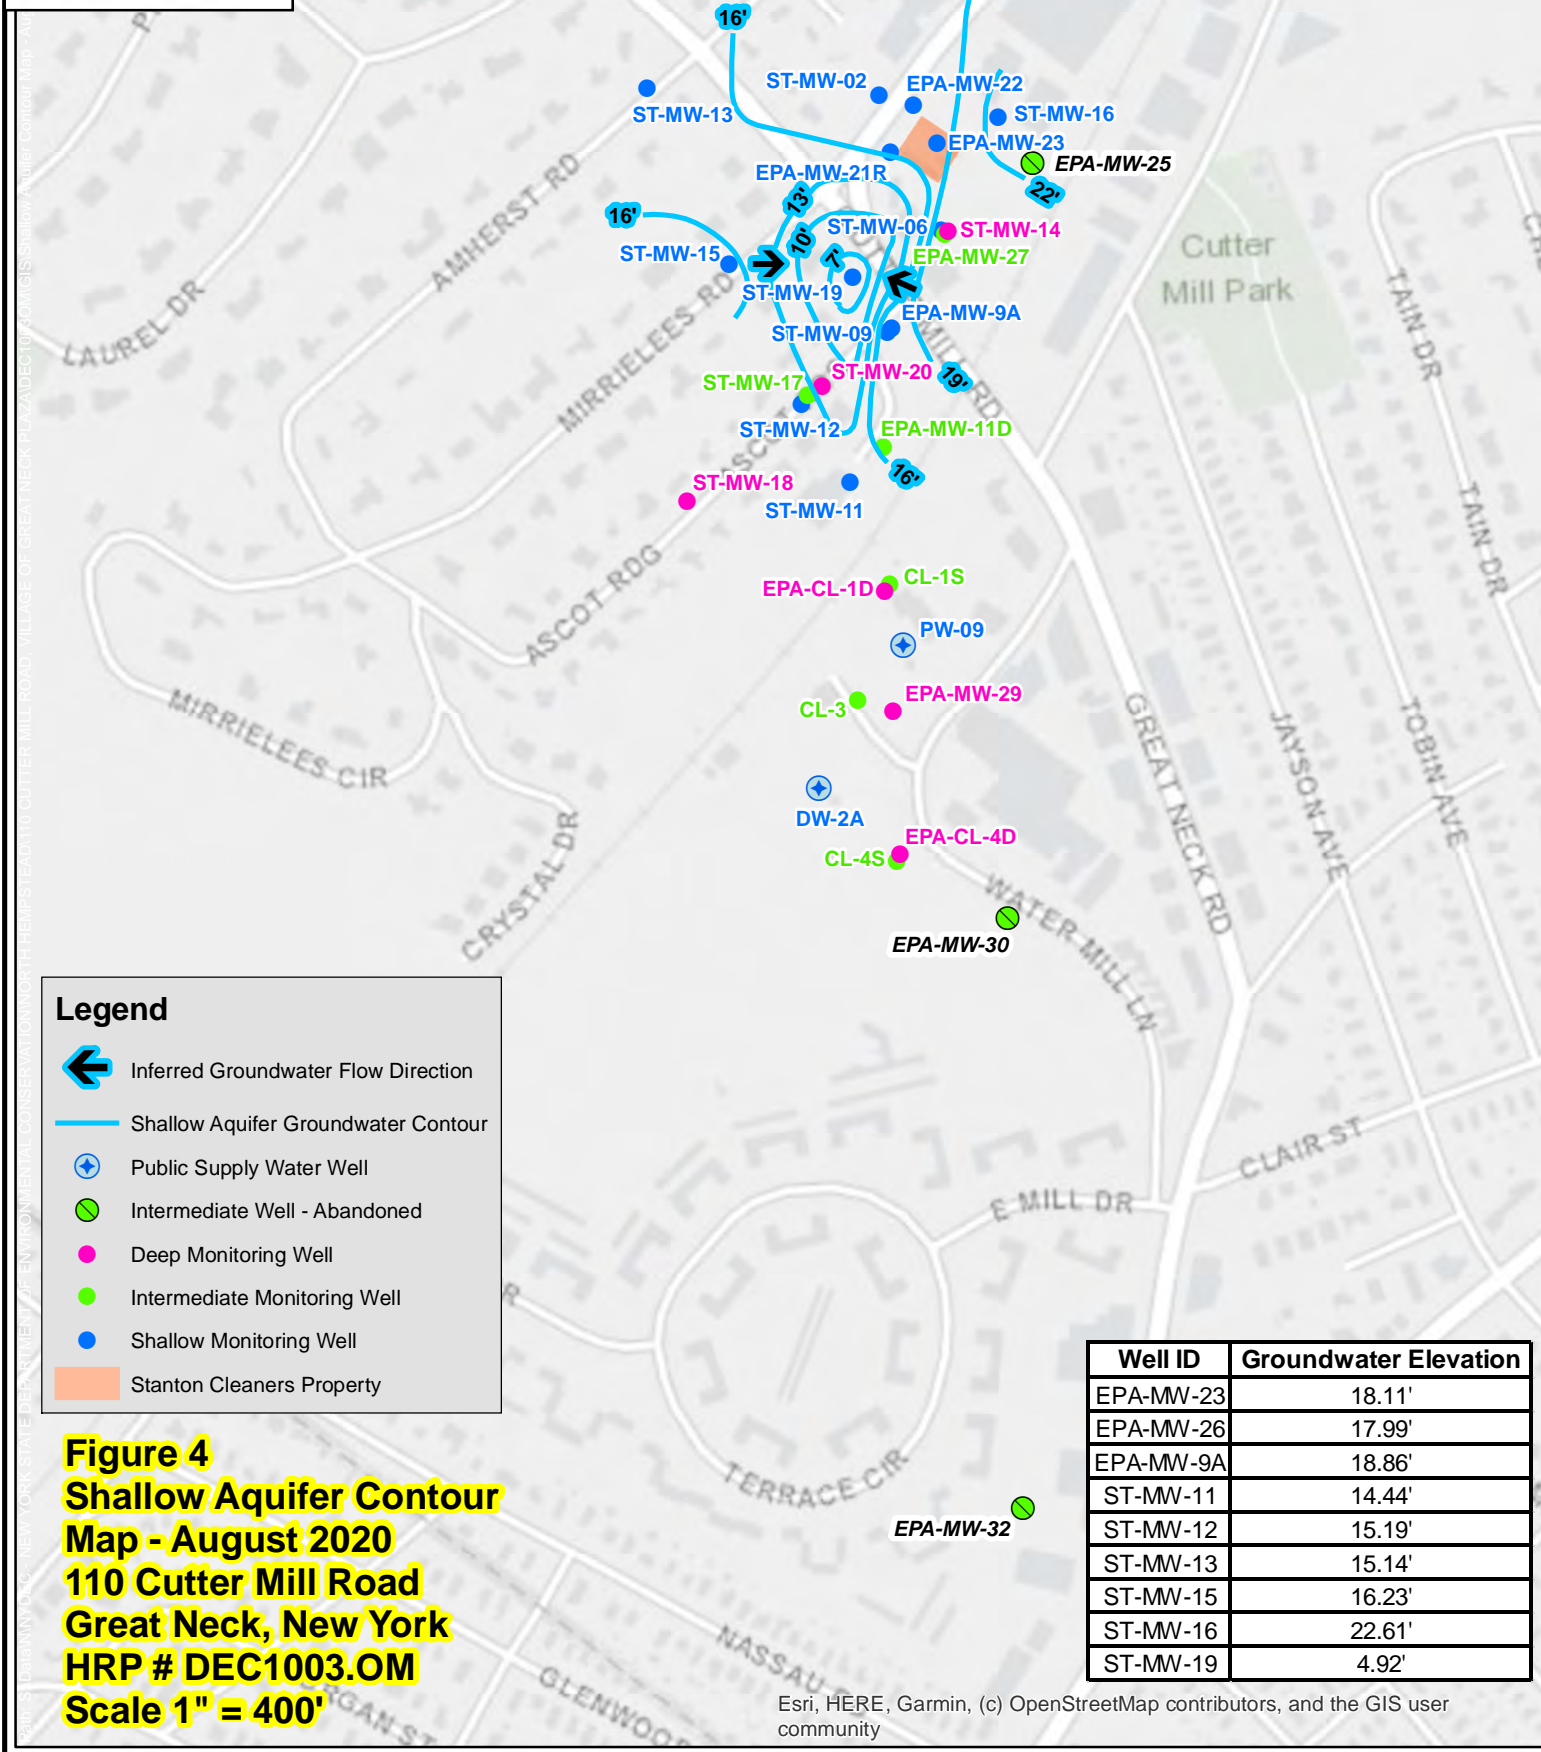 16'
ST-MW-02
EPA-MW-22
ST-MW-13
ST-MW-16
EPA-MW-23
EPA-MW-25
EPA-MW-21R
AMHERST RD
13'
22'
16'
ST-MW-06
ST-MW-14
10'
EPA-MW-27
Cutter
Mill Park
ST-MW-15
7'
ST-MW-19
LAUREL DR
EPA-MW-9A
ST-MW-09
TAIN DR
MIRRIELEES RD
MILL RD
ST-MW-20
ST-MW-17
19'
ST-MW-12
EPA-MW-11D
16'
ST-MW-18
ST-MW-11
TAIN DR
ASCOT RDG
EPA-CL-1D
CL-1S
PW-09
EPA-MW-29
CL-3
MIRRIELEES CIR
GREAT NECK RD
JAYSON AVE
TOBIN AVE
DW-2A
EPA-CL-4D
CL-4S
CRYSTAL DR
WATER MILL LN
EPA-MW-30
CLAIR ST
E MILL DR
TERRACE CIR
EPA-MW-32
NASSAU
GLENWOOD
Legend
Inferred Groundwater Flow Direction
Shallow Aquifer Groundwater Contour
Public Supply Water Well
Intermediate Well - Abandoned
Deep Monitoring Well
Intermediate Monitoring Well
Shallow Monitoring Well
Stanton Cleaners Property
Figure 4
Shallow Aquifer Contour
Map - August 2020
110 Cutter Mill Road
Great Neck, New York
HRP # DEC1003.OM
Scale 1" = 400'
Well ID Groundwater Elevation
EPA-MW-23 18.11'
EPA-MW-26 17.99'
EPA-MW-9A 18.86'
ST-MW-11 14.44'
ST-MW-12 15.19'
ST-MW-13 15.14'
ST-MW-15 16.23'
ST-MW-16 22.61'
ST-MW-19 4.92'
Esri, HERE, Garmin, (c) OpenStreetMap contributors, and the GIS user
community